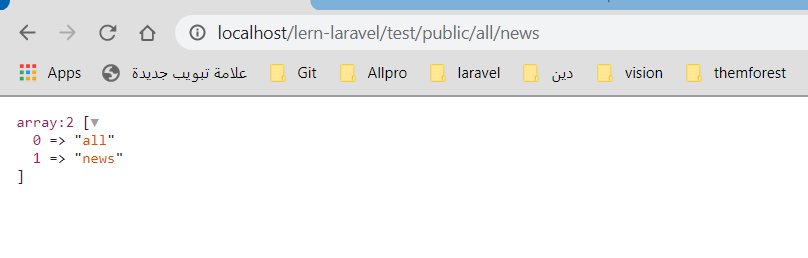 localhost/lern-laravel/test/public/all/news
Apps علامة تبويب جديدة Git Allpro laravel دين vision themforest
array:2 [▼
  0 => "all"
  1 => "news"
]